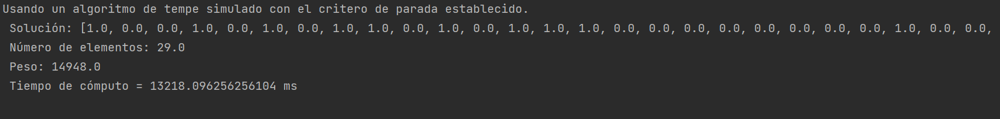 Usando un algoritmo de tempe simulado con el critero de parada establecido.
Solución: [1.0, 0.0, 0.0, 1.0, 0.0, 1.0, 0.0, 1.0, 1.0, 0.0, 1.0, 0.0, 1.0, 1.0, 1.0, 0.0, 0.0, 0.0, 0.0, 0.0, 0.0, 0.0, 0.0, 1.0, 0.0, 0.0,
Número de elementos: 29.0
Peso: 14948.0
Tiempo de cómputo = 13218.096256256104 ms